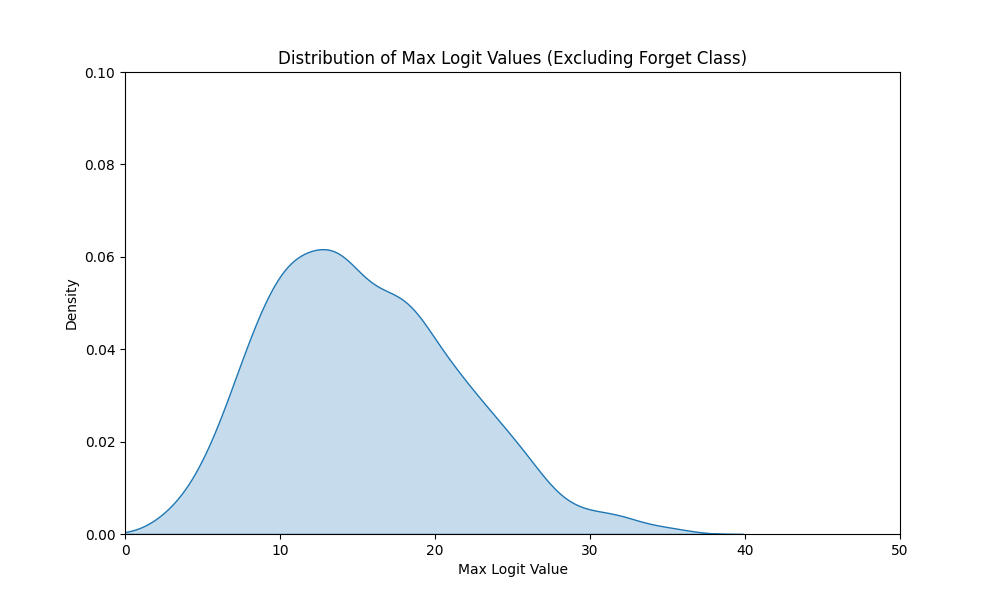 Distribution of Max Logit Values (Excluding Forget Class)
0.10
0.08
0.06
0.04
0.02
0.00
Density
0 10 20 30 40 50
Max Logit Value